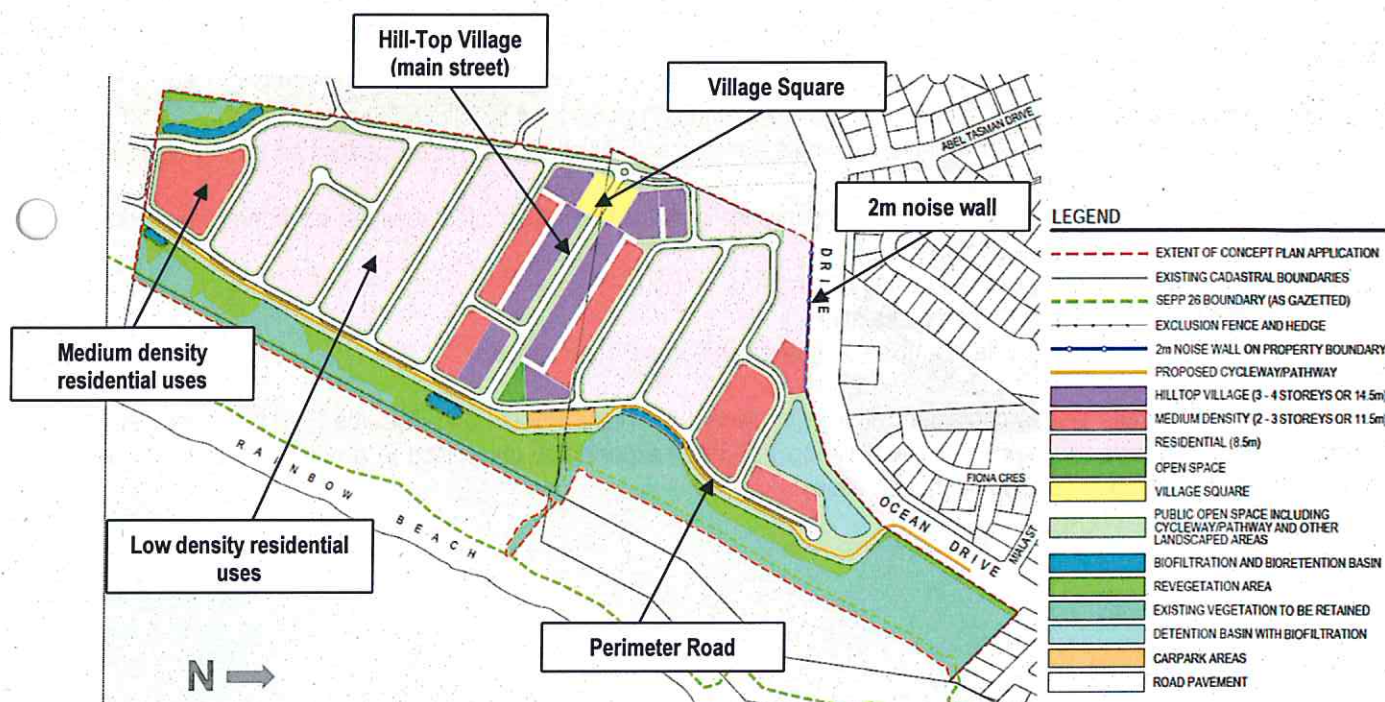 Hill-Top Village
(main street)
Village Square
2m noise wall
Medium density
residential uses
Low density residential
uses
Perimeter Road
ABEL TASMAN DRIVE
DRIVE
FIONA CRES
OCEAN
DRIVE
MIALA ST
RAINBOW
BEACH
N
LEGEND
EXTENT OF CONCEPT PLAN APPLICATION
EXISTING CADASTRAL BOUNDARIES
SEPP 26 BOUNDARY (AS GAZETTED)
EXCLUSION FENCE AND HEDGE
2m NOISE WALL ON PROPERTY BOUNDARY
PROPOSED CYCLEWAY/PATHWAY
HILLTOP VILLAGE (3 - 4 STOREYS OR 14.5m)
MEDIUM DENSITY (2 - 3 STOREYS OR 11.5m)
RESIDENTIAL (8.5m)
OPEN SPACE
VILLAGE SQUARE
PUBLIC OPEN SPACE INCLUDING
CYCLEWAY/PATHWAY AND OTHER
LANDSCAPED AREAS
BIOFILTRATION AND BIORETENTION BASIN
REVEGETATION AREA
EXISTING VEGETATION TO BE RETAINED
DETENTION BASIN WITH BIOFILTRATION
CARPARK AREAS
ROAD PAVEMENT